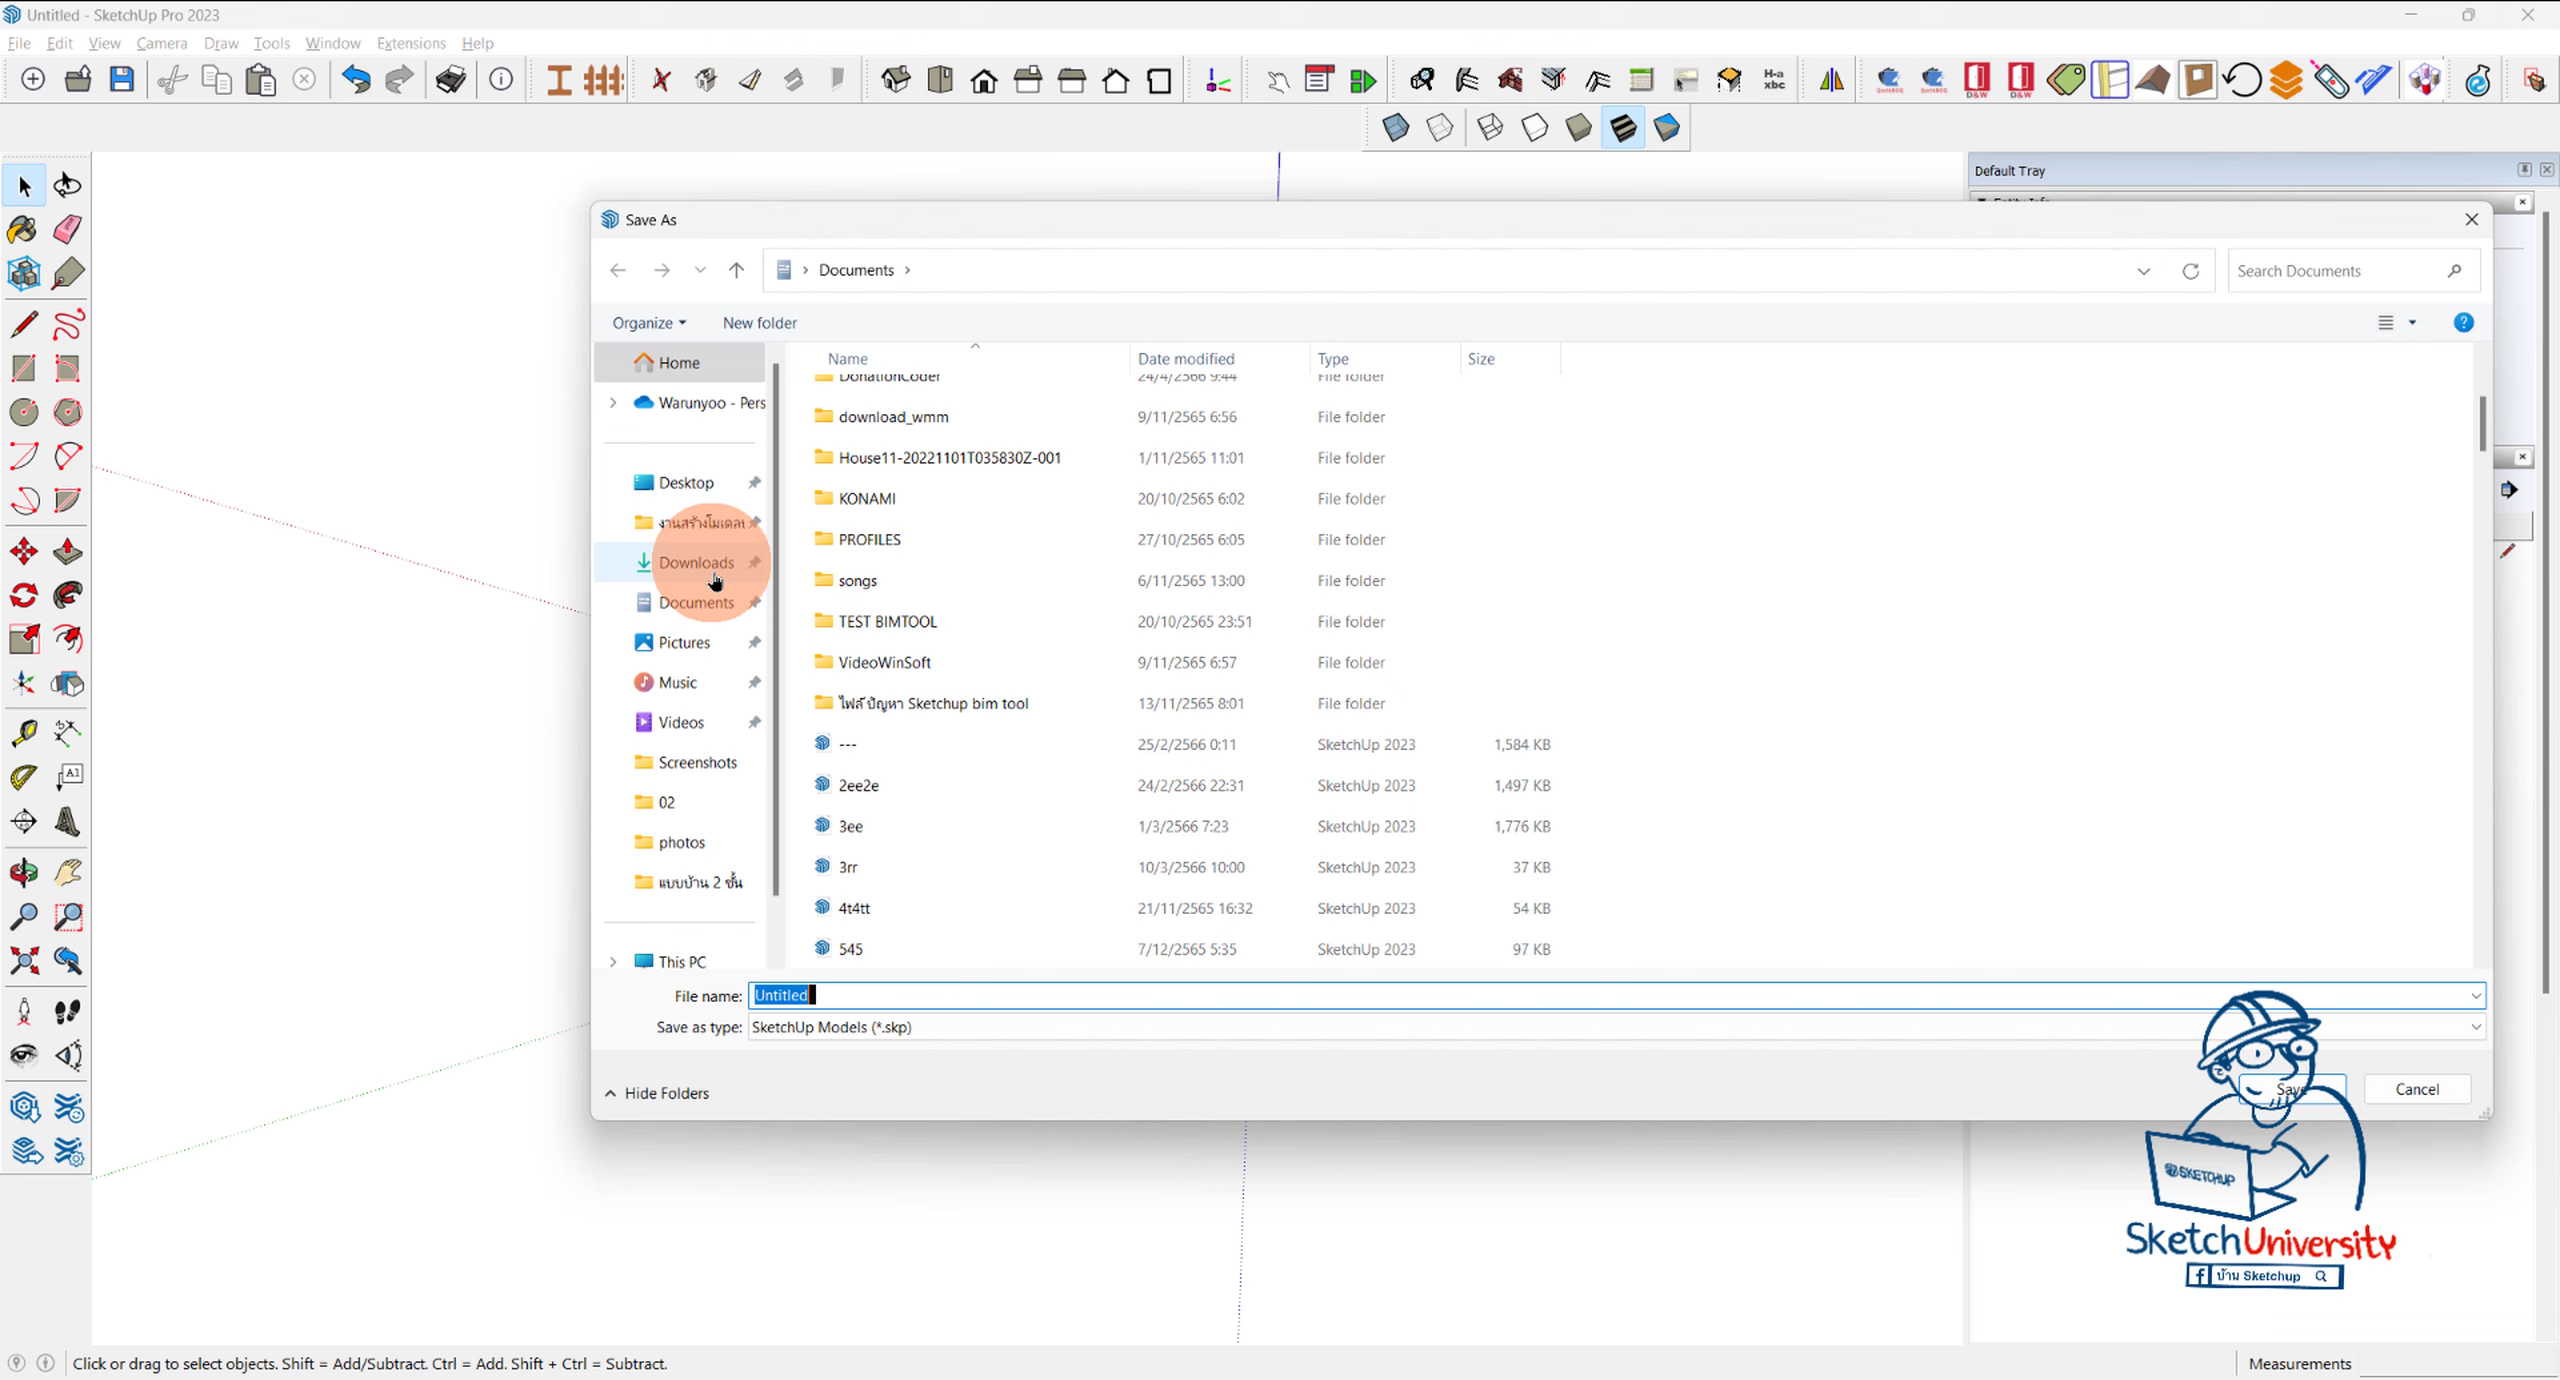 Untitled - SketchUp Pro 2023
File Edit View Camera Draw Tools Window Extensions Help
H-a
xbc
D&W D&W
Default Tray
Save As
Documents
Search Documents
Organize New folder
Name Date modified Type Size
Home
Warunyoo - Pers
Desktop
งานสร้างโมเดลเ
Downloads
Documents
Pictures
Music
Videos
Screenshots
02
photos
แบบบ้าน 2 ชั้น
This PC
DonationCoder 24/4/2566 9:44 File folder
download_wmm 9/11/2565 6:56 File folder
House11-20221101T035830Z-001 1/11/2565 11:01 File folder
KONAMI 20/10/2565 6:02 File folder
PROFILES 27/10/2565 6:05 File folder
songs 6/11/2565 13:00 File folder
TEST BIMTOOL 20/10/2565 23:51 File folder
VideoWinSoft 9/11/2565 6:57 File folder
ไฟล์ ปัญหา Sketchup bim tool 13/11/2565 8:01 File folder
--- 25/2/2566 0:11 SketchUp 2023 1,584 KB
2ee2e 24/2/2566 22:31 SketchUp 2023 1,497 KB
3ee 1/3/2566 7:23 SketchUp 2023 1,776 KB
3rr 10/3/2566 10:00 SketchUp 2023 37 KB
4t4tt 21/11/2565 16:32 SketchUp 2023 54 KB
545 7/12/2565 5:35 SketchUp 2023 97 KB
File name: Untitled
Save as type: SketchUp Models (*.skp)
Hide Folders
Save Cancel
SKETCHUP
SketchUniversity
f บ้าน Sketchup
Click or drag to select objects. Shift = Add/Subtract. Ctrl = Add. Shift + Ctrl = Subtract.
Measurements